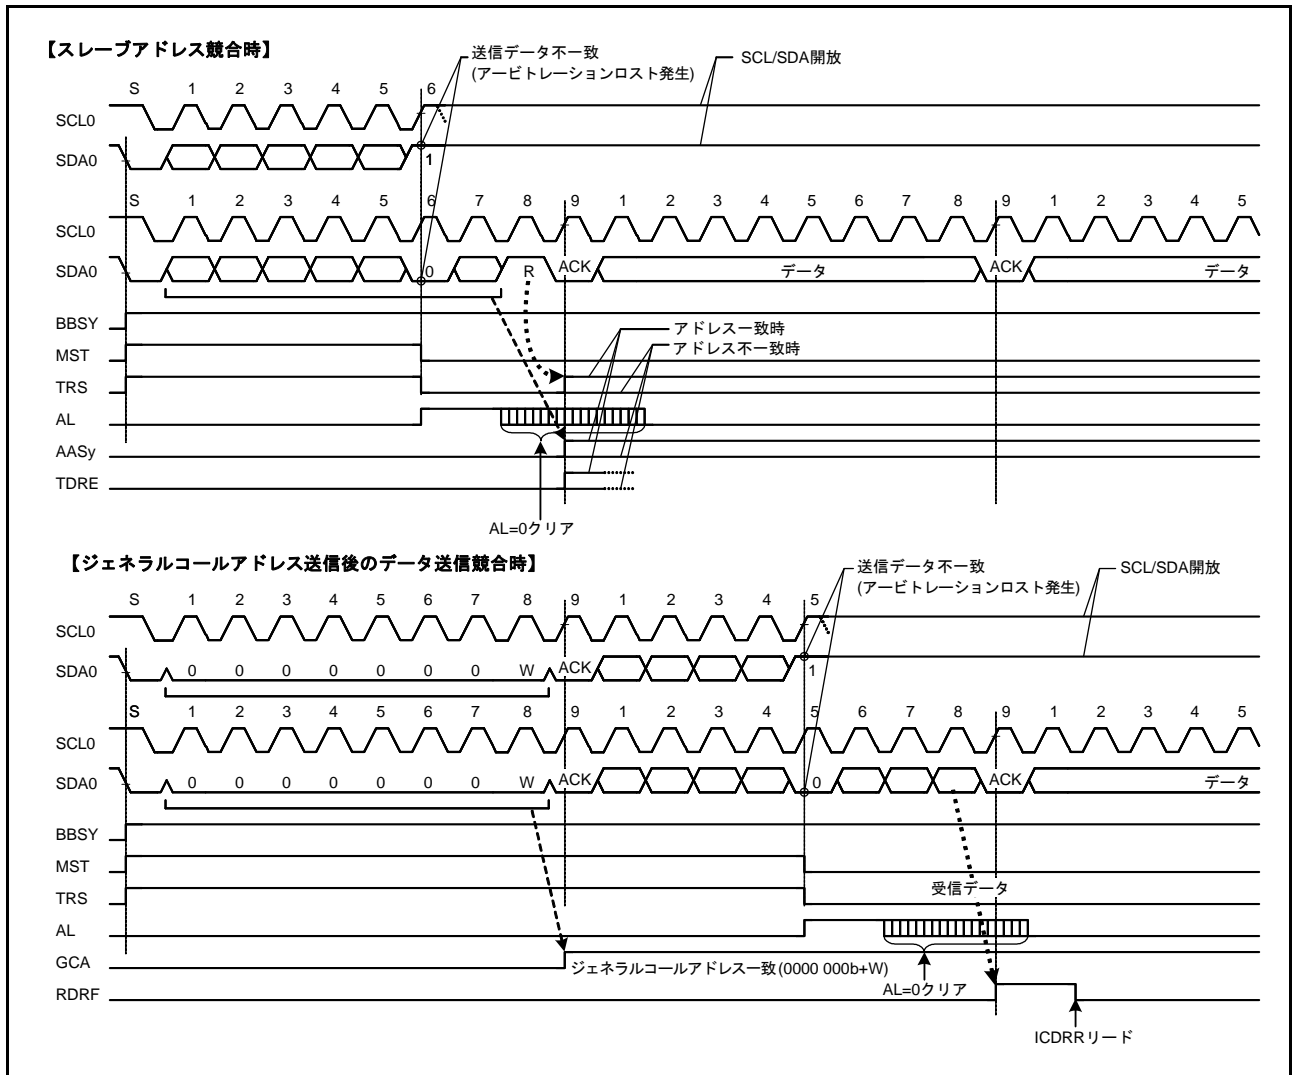 【スレーブアドレス競合時】
送信データ不一致
(アービトレーションロスト発生)
SCL/SDA開放
S 1 2 3 4 5 6
SCL0
SDA0 1
S 1 2 3 4 5 6 7 8 9 1 2 3 4 5 6 7 8 9 1 2 3 4 5
SCL0
SDA0 0 R ACK データ ACK データ
BBSY
アドレス一致時
MST
アドレス不一致時
TRS
AL
AASy
TDRE
AL=0クリア
【ジェネラルコールアドレス送信後のデータ送信競合時】
送信データ不一致
(アービトレーションロスト発生)
SCL/SDA開放
S 1 2 3 4 5 6 7 8 9 1 2 3 4 5
SCL0
SDA0 0 0 0 0 0 0 0 W ACK 1
S 1 2 3 4 5 6 7 8 9 1 2 3 4 5 6 7 8 9 1 2 3 4 5
SCL0
SDA0 0 0 0 0 0 0 0 W ACK 0 ACK データ
BBSY
MST
TRS 受信データ
AL
GCA ジェネラルコールアドレス一致(0000 000b+W)
AL=0クリア
RDRF
ICDRRリード